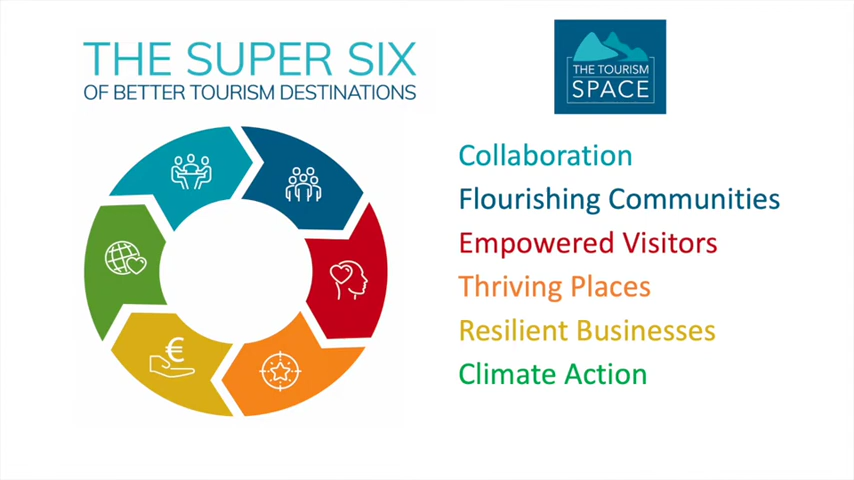 THE SUPER SIX
OF BETTER TOURISM DESTINATIONS
THE TOURISM
SPACE
Collaboration
Flourishing Communities
Empowered Visitors
Thriving Places
Resilient Businesses
Climate Action
€